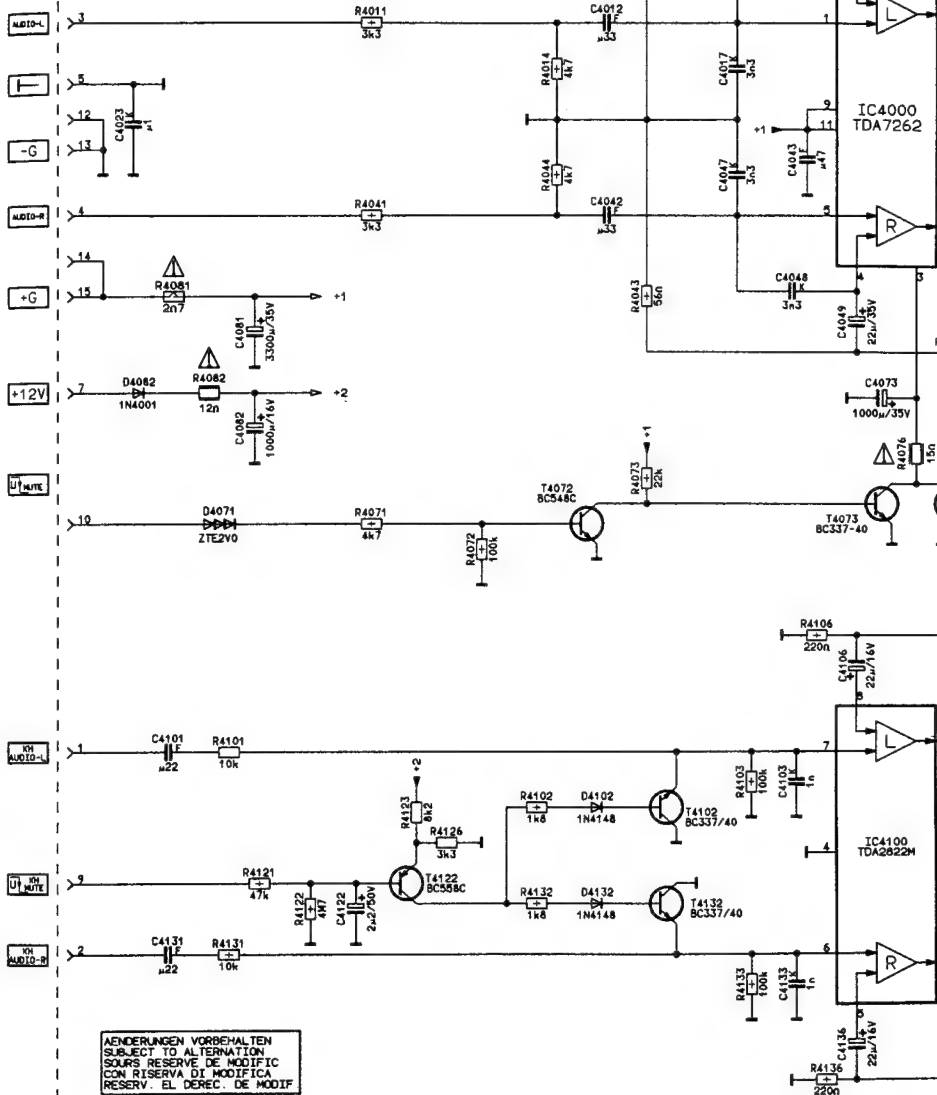 AUDIO-L
3
R4011
3k3
C4012
F
µ33
1
L
R4014
4k7
C4017
K
3n3
5
12
C4023
K
µ1
-G
13
+1
9
11
C4043
F
µ47
IC4000
TDA7262
R4044
4k7
C4047
K
3n3
AUDIO-R
4
R4041
3k3
C4042
F
µ33
R
14
+G
15
R4081
2n7
+1
C4081
+
3300µ/35V
R4043
56n
C4048
K
3n3
4
3
C4049
+
22µ/35V
+12V
7
D4082
1N4001
R4082
12n
+2
C4082
+
1000µ/16V
C4073
+
1000µ/35V
R4076
15n
U MUTE
10
D4071
ZTE2V0
R4071
4k7
R4072
100k
T4072
BC548C
+1
R4073
22k
T4073
BC337-40
R4106
220n
C4106
+
22µ/16V
8
KH
AUDIO-L
1
C4101
F
µ22
R4101
10k
7
L
R4103
100k
C4103
K
1n
+2
R4123
8k2
R4126
3k3
R4102
1k8
D4102
1N4148
T4102
BC337/40
4
IC4100
TDA2822M
U KH
MUTE
9
R4121
47k
R4122
4M7
C4122
+
2µ2/50V
T4122
BC558C
R4132
1k8
D4132
1N4148
T4132
BC337/40
KH
AUDIO-R
2
C4131
F
µ22
R4131
10k
6
R
R4133
100k
C4133
K
1n
5
C4136
+
22µ/16V
R4136
220n
AENDERUNGEN VORBEHALTEN
SUBJECT TO ALTERNATION
SOURS RESERVE DE MODIFIC
CON RISERVA DI MODIFICA
RESERV. EL DEREC. DE MODIF